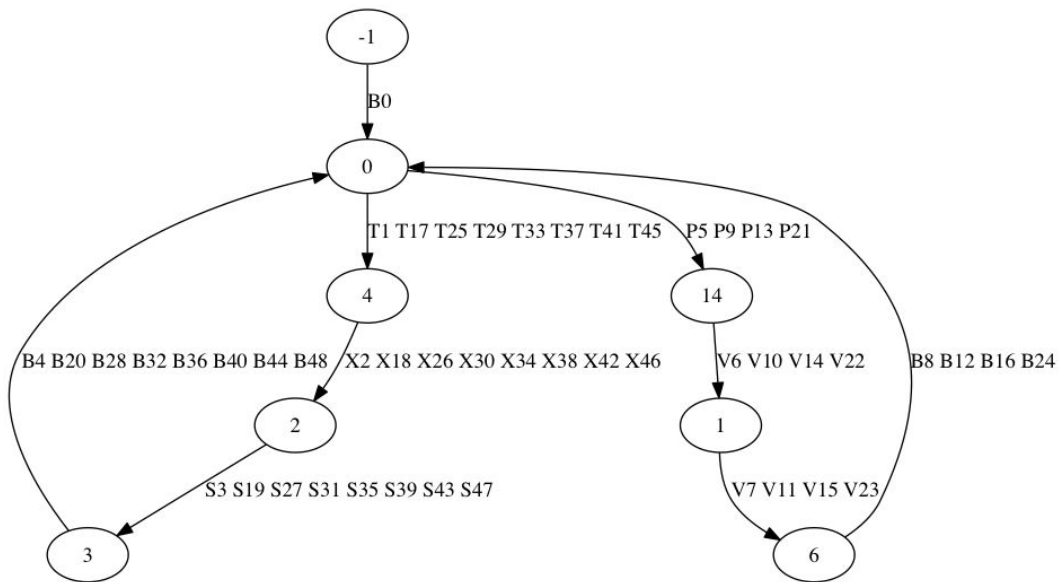 -1
B0
0
T1 T17 T25 T29 T33 T37 T41 T45
P5 P9 P13 P21
4
14
B4 B20 B28 B32 B36 B40 B44 B48
X2 X18 X26 X30 X34 X38 X42 X46
V6 V10 V14 V22
B8 B12 B16 B24
2
1
S3 S19 S27 S31 S35 S39 S43 S47
V7 V11 V15 V23
3
6